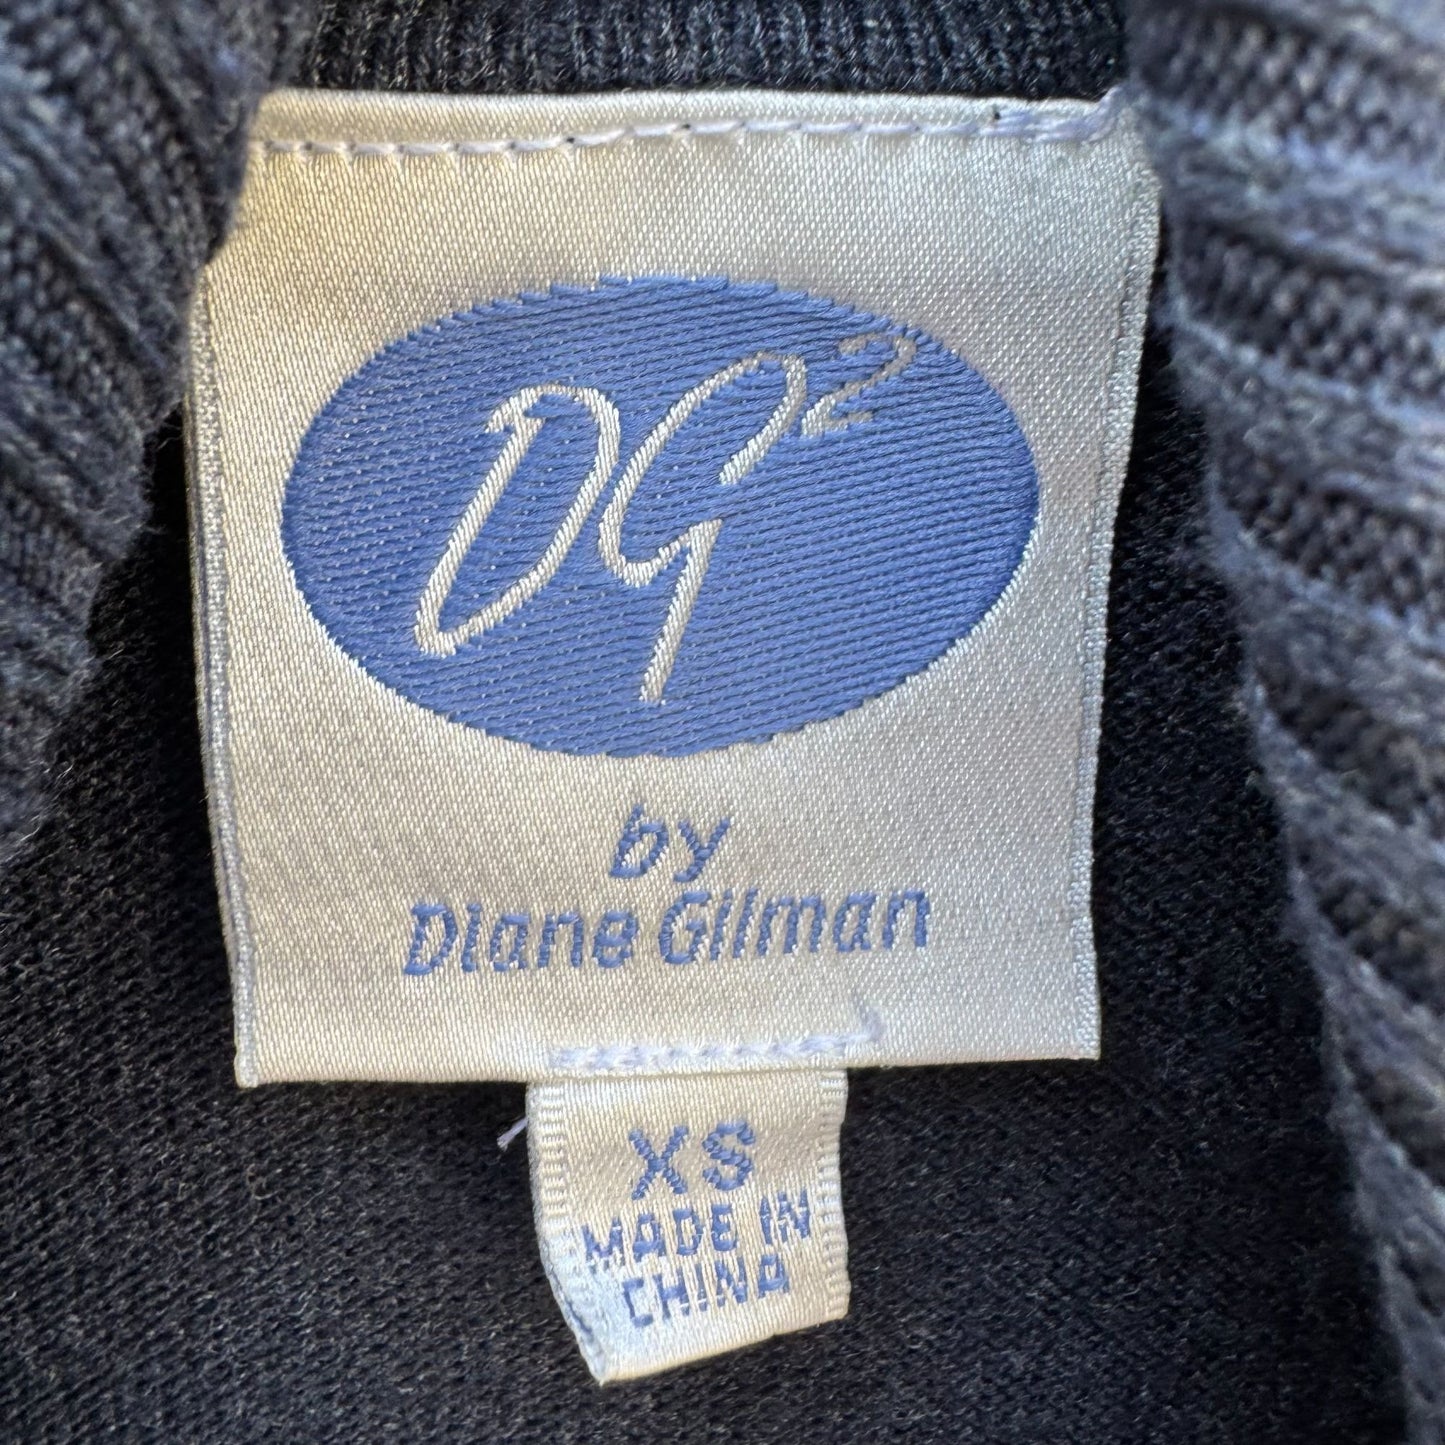 DG²
by
Diane Gilman
XS
MADE IN
CHINA